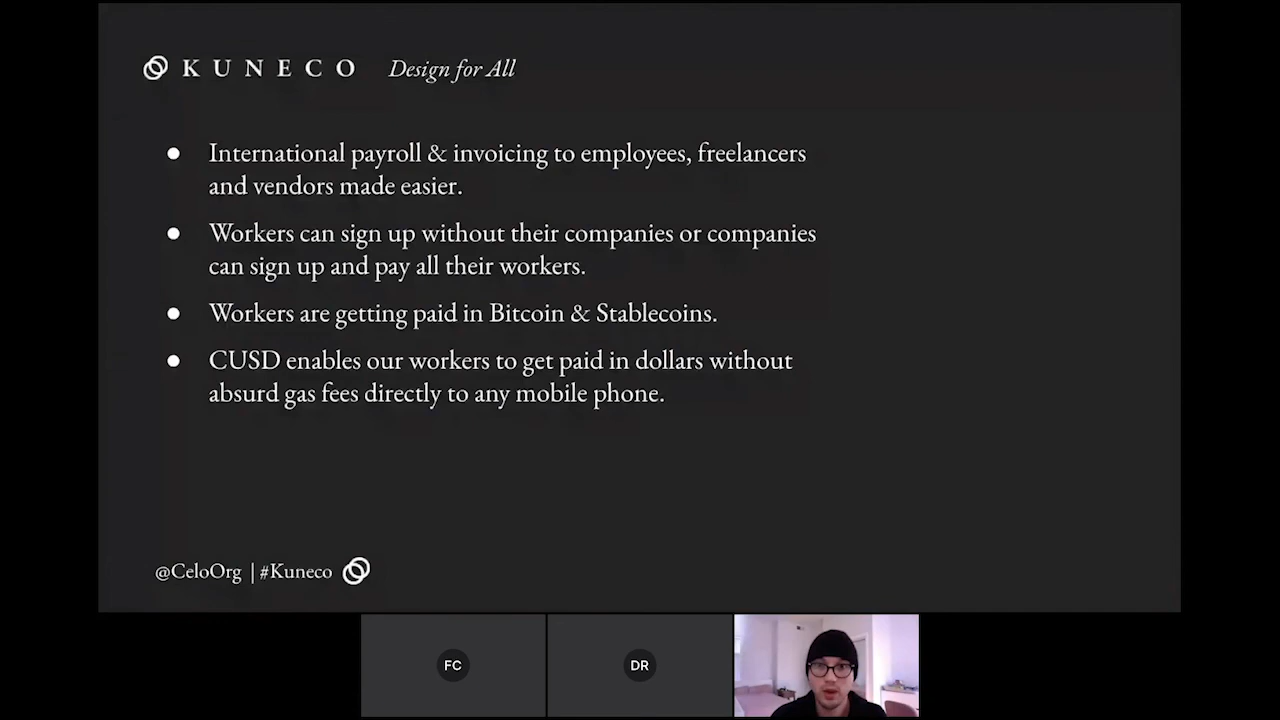 KUNECO Design for All
● International payroll & invoicing to employees, freelancers
and vendors made easier.
● Workers can sign up without their companies or companies
can sign up and pay all their workers.
● Workers are getting paid in Bitcoin & Stablecoins.
● CUSD enables our workers to get paid in dollars without
absurd gas fees directly to any mobile phone.
@CeloOrg | #Kuneco
FC
DR